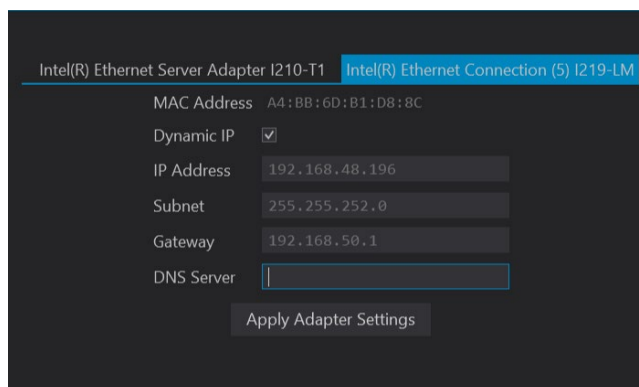 Intel(R) Ethernet Server Adapter I210-T1 Intel(R) Ethernet Connection (5) I219-LM
MAC Address A4:BB:6D:B1:D8:8C
Dynamic IP
IP Address 192.168.48.196
Subnet 255.255.252.0
Gateway 192.168.50.1
DNS Server
Apply Adapter Settings